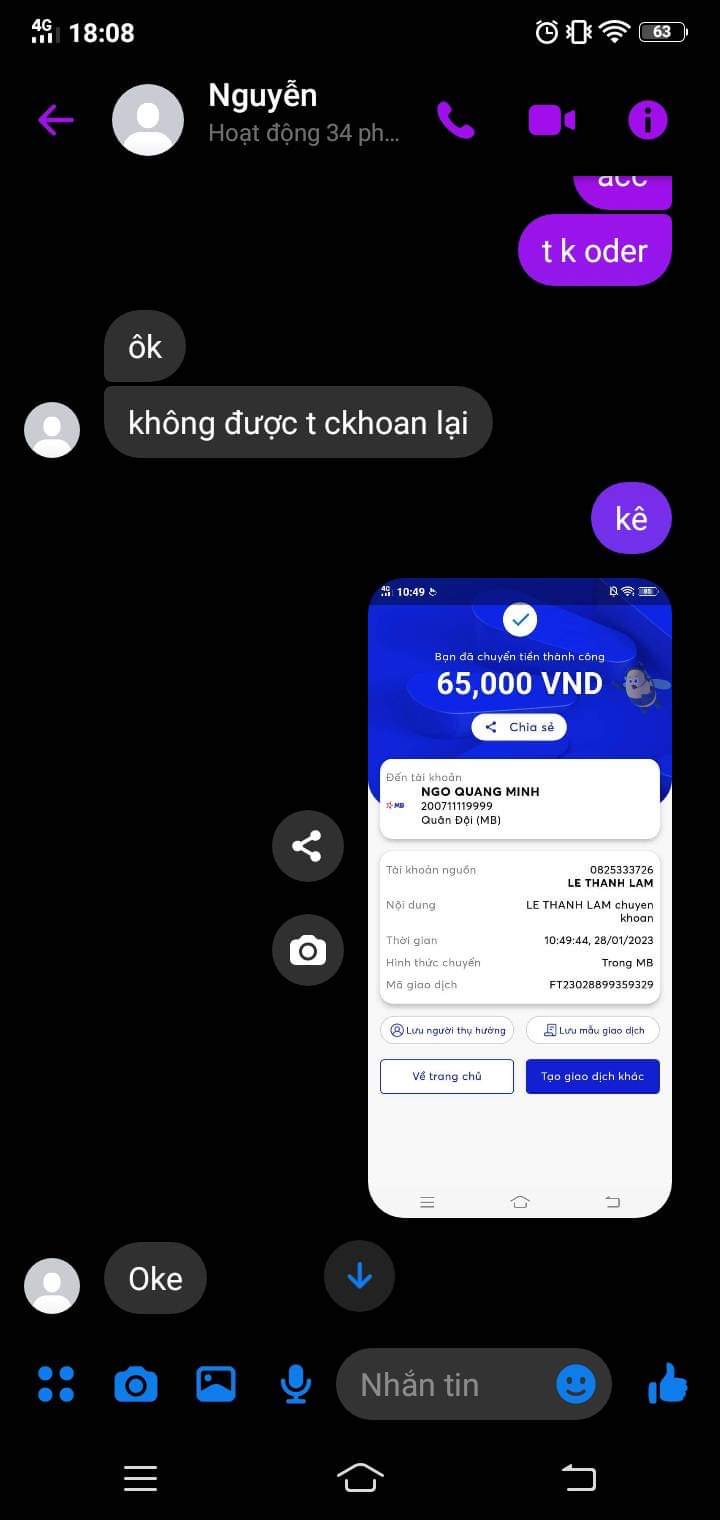 4G 18:08 63
Nguyễn
Hoạt động 34 ph...
acc
t k oder
ôk
không được t ckhoan lại
kê
4G 10:49 85
Bạn đã chuyển tiền thành công
65,000 VND
Chia sẻ
Đến tài khoản
NGO QUANG MINH
MB 200711119999
Quân Đội (MB)
Tài khoản nguồn 0825333726
LE THANH LAM
Nội dung LE THANH LAM chuyen
khoan
Thời gian 10:49:44, 28/01/2023
Hình thức chuyển Trong MB
Mã giao dịch FT23028899359329
Lưu người thụ hưởng Lưu mẫu giao dịch
Về trang chủ Tạo giao dịch khác
Oke
Nhắn tin